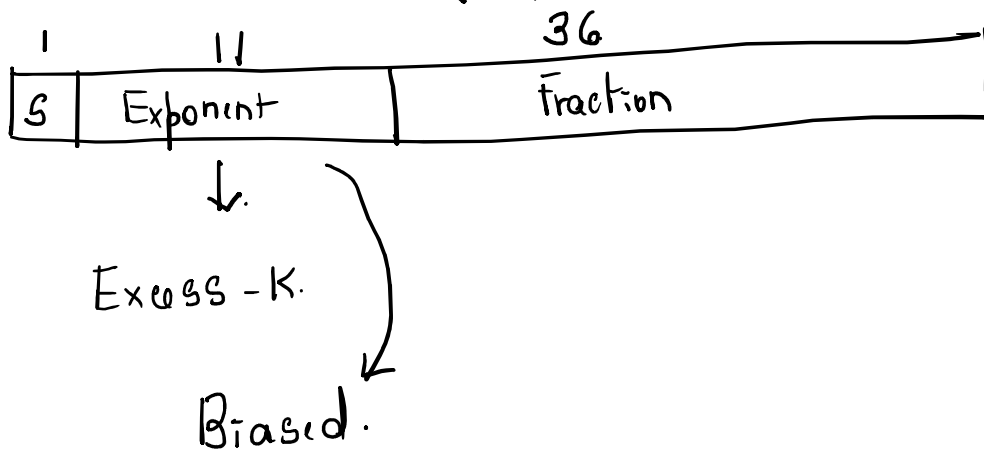 1 11 36
S Exponent Fraction
Excess - K.
Biased.